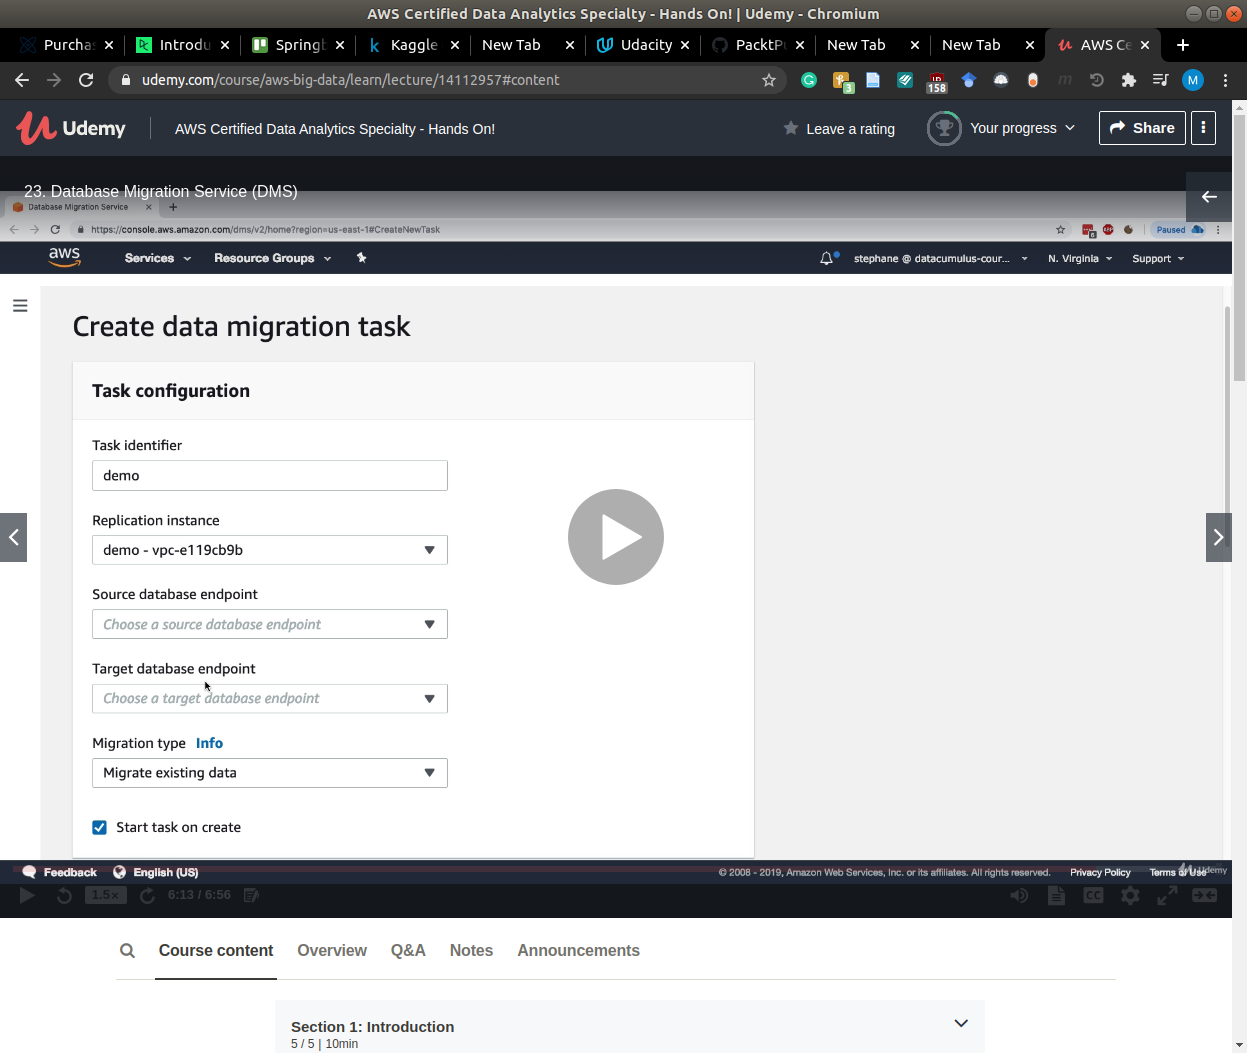 AWS Certified Data Analytics Specialty - Hands On! | Udemy - Chromium
Purchas Introdu Springb Kaggle New Tab Udacity PacktPu New Tab New Tab AWS Ce
udemy.com/course/aws-big-data/learn/lecture/14112957#content
3 158 m M
Udemy AWS Certified Data Analytics Specialty - Hands On! Leave a rating Your progress Share
23. Database Migration Service (DMS)
Database Migration Service
https://console.aws.amazon.com/dms/v2/home?region=us-east-1#CreateNewTask Paused
aws Services Resource Groups stephane @ datacumulus-cour... N. Virginia Support
Create data migration task
Task configuration
Task identifier
demo
Replication instance
demo - vpc-e119cb9b
Source database endpoint
Choose a source database endpoint
Target database endpoint
Choose a target database endpoint
Migration type Info
Migrate existing data
Start task on create
Feedback English (US) © 2008 - 2019, Amazon Web Services, Inc. or its affiliates. All rights reserved. Privacy Policy Terms of Use Udemy
1.5x 6:13 / 6:56 CC
Course content Overview Q&A Notes Announcements
Section 1: Introduction
5 / 5 | 10min